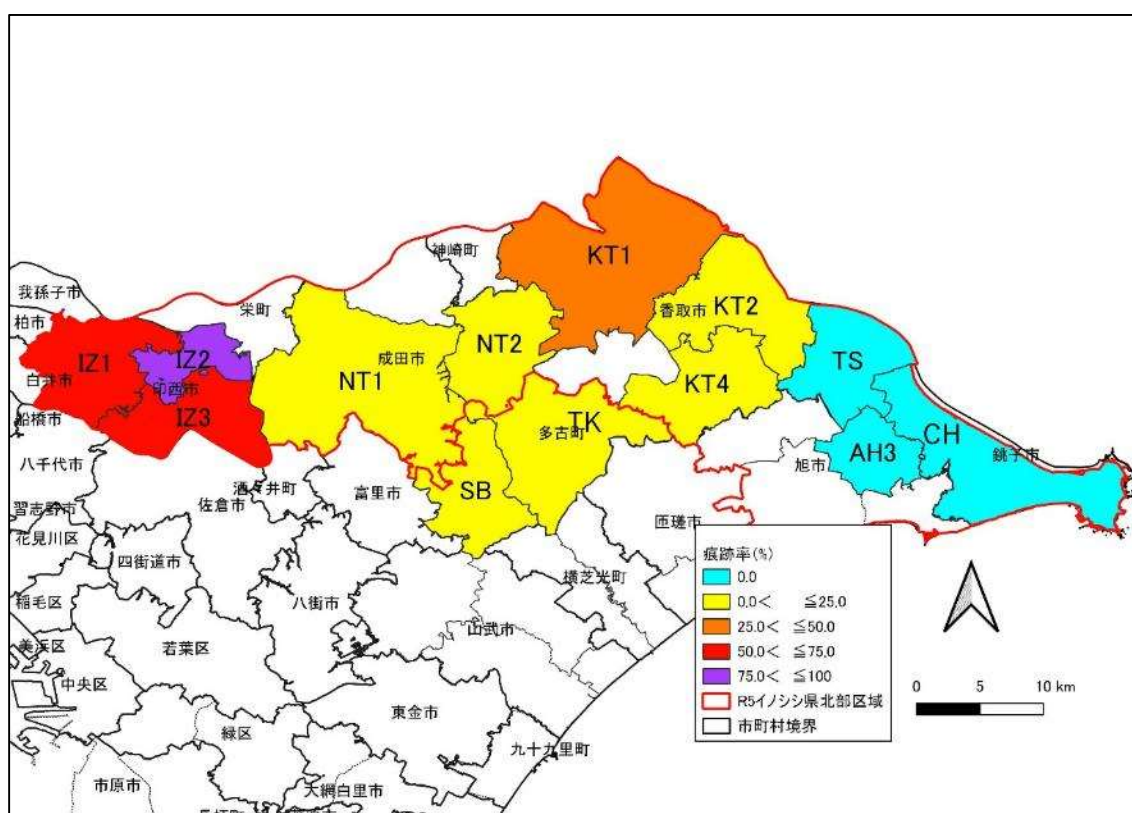 神崎町
KT1
我孫子市
栄町
香取市
KT2
柏市
IZ2
成田市
NT2
TS
IZ1
白井市
印西市
NT1
KT4
IZ3
船橋市
TK
多古町
CH
銚子市
八千代市
旭市
AH3
酒々井町
富里市
SB
佐倉市
習志野市
匝瑳市
花見川区
四街道市
横芝光町
稲毛区
八街市
山武市
美浜区
若葉区
中央区
東金市
緑区
九十九里町
市原市
大網白里市
痕跡率(%)
0.0
0.0< ≦25.0
25.0< ≦50.0
50.0< ≦75.0
75.0< ≦100
R5イノシシ県北部区域
市町村境界
0 5 10 km